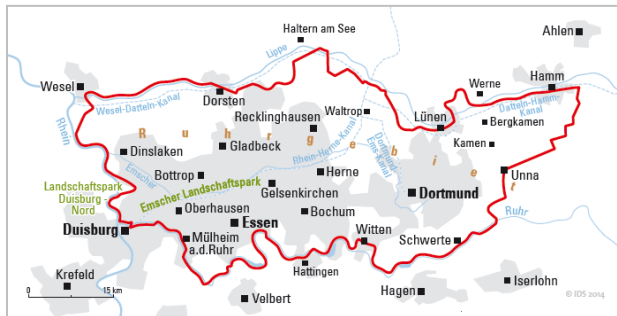 Haltern am See
Ahlen
Lippe
Wesel
Werne
Hamm
Dorsten
Wesel-Datteln-Kanal
Recklinghausen
Waltrop
Lünen
Datteln-Hamm-
Kanal
Bergkamen
Rhein
Ruhrgebiet
Dinslaken
Gladbeck
Rhein-Herne-Kanal
Dortmund-
Ems-Kanal
Kamen
Emscher
Bottrop
Herne
Unna
Landschaftspark
Duisburg -
Nord
Emscher Landschaftspark
Gelsenkirchen
Dortmund
Oberhausen
Essen
Bochum
Ruhr
Duisburg
Mülheim
a.d.Ruhr
Witten
Schwerte
Hattingen
Krefeld
Iserlohn
0
15 km
Velbert
Hagen
© IDS 2014